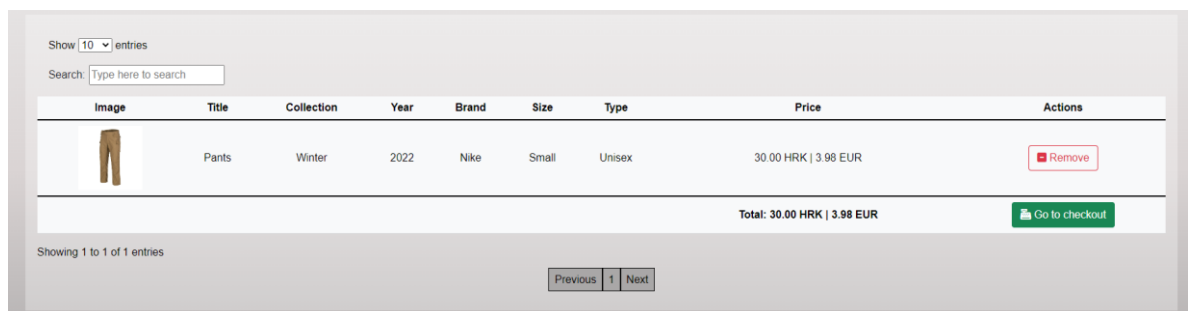 Show 10 entries
Search: Type here to search
Image Title Collection Year Brand Size Type Price Actions
Pants Winter 2022 Nike Small Unisex 30.00 HRK | 3.98 EUR Remove
Total: 30.00 HRK | 3.98 EUR Go to checkout
Showing 1 to 1 of 1 entries
Previous 1 Next